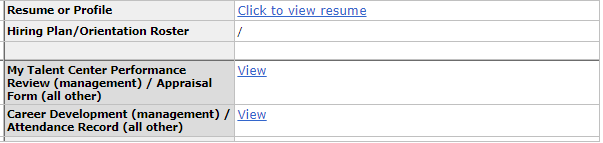 Resume or Profile Click to view resume
Hiring Plan/Orientation Roster /
My Talent Center Performance View
Review (management) / Appraisal
Form (all other)
Career Development (management) / View
Attendance Record (all other)